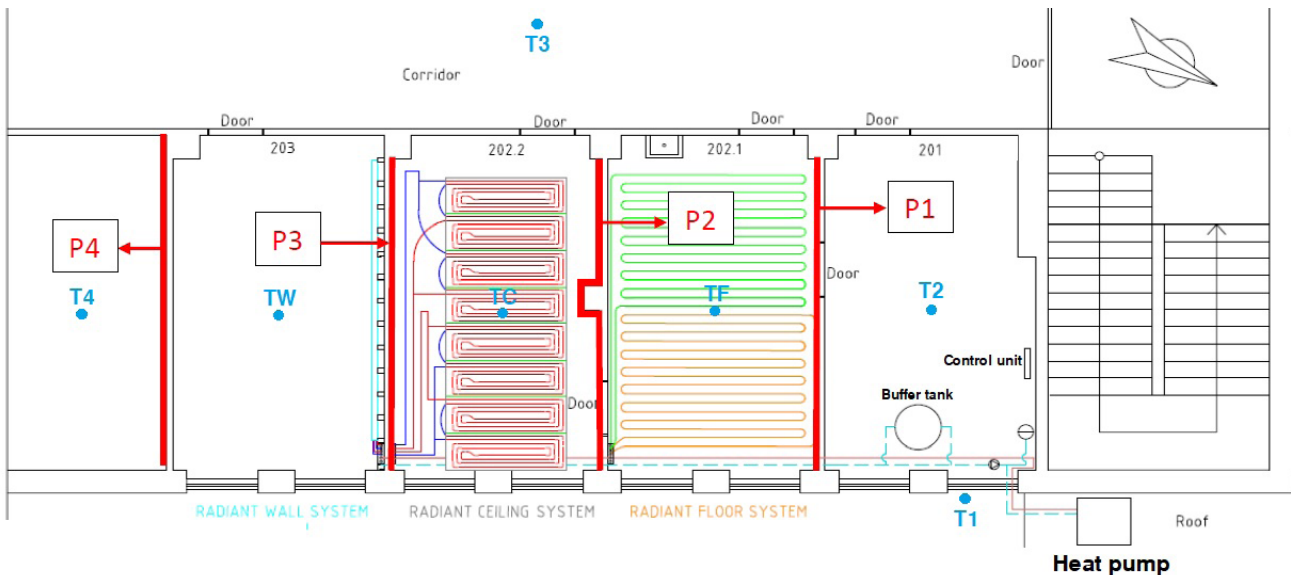 T3
Corridor
Door
Door
Door
Door
Door
203
202.2
202.1
201
P4
P3
P2
P1
T4
TW
TC
TF
T2
Door
Door
Control unit
Buffer tank
RADIANT WALL SYSTEM
RADIANT CEILING SYSTEM
RADIANT FLOOR SYSTEM
T1
Roof
Heat pump